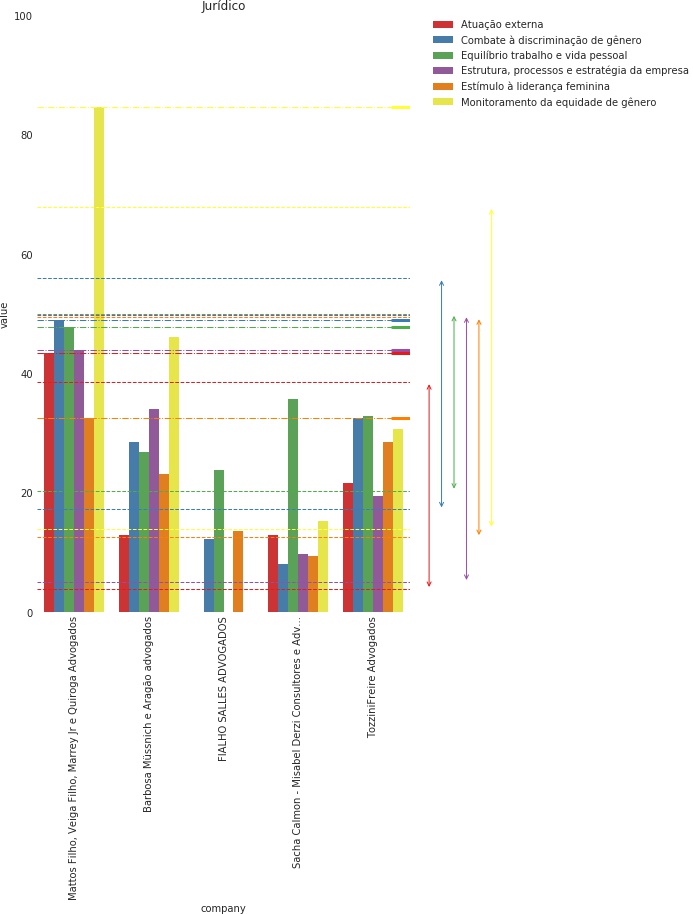 Jurídico
100
80
60
40
20
0
value
Atuação externa
Combate à discriminação de gênero
Equilíbrio trabalho e vida pessoal
Estrutura, processos e estratégia da empresa
Estímulo à liderança feminina
Monitoramento da equidade de gênero
Mattos Filho, Veiga Filho, Marrey Jr e Quiroga Advogados
Barbosa Müssnich e Aragão advogados
FIALHO SALLES ADVOGADOS
Sacha Calmon - Misabel Derzi Consultores e Adv...
TozziniFreire Advogados
company